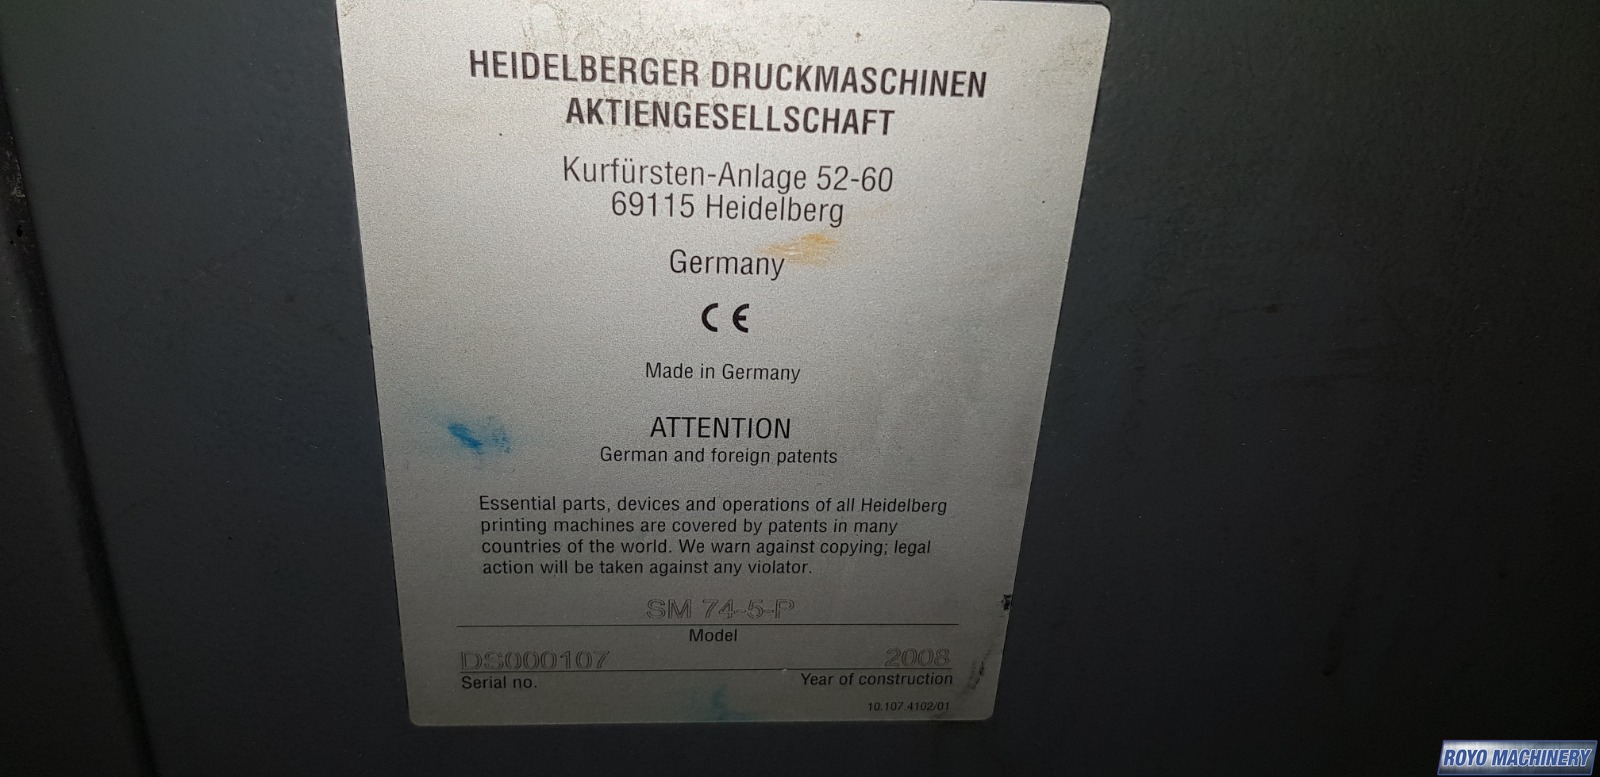 HEIDELBERGER DRUCKMASCHINEN
AKTIENGESELLSCHAFT
Kurfürsten-Anlage 52-60
69115 Heidelberg
Germany
CE
Made in Germany
ATTENTION
German and foreign patents
Essential parts, devices and operations of all Heidelberg
printing machines are covered by patents in many
countries of the world. We warn against copying; legal
action will be taken against any violator.
SM 74-5-P
Model
DS000107 2008
Serial no. Year of construction
10.107.4102/01
ROYO MACHINERY